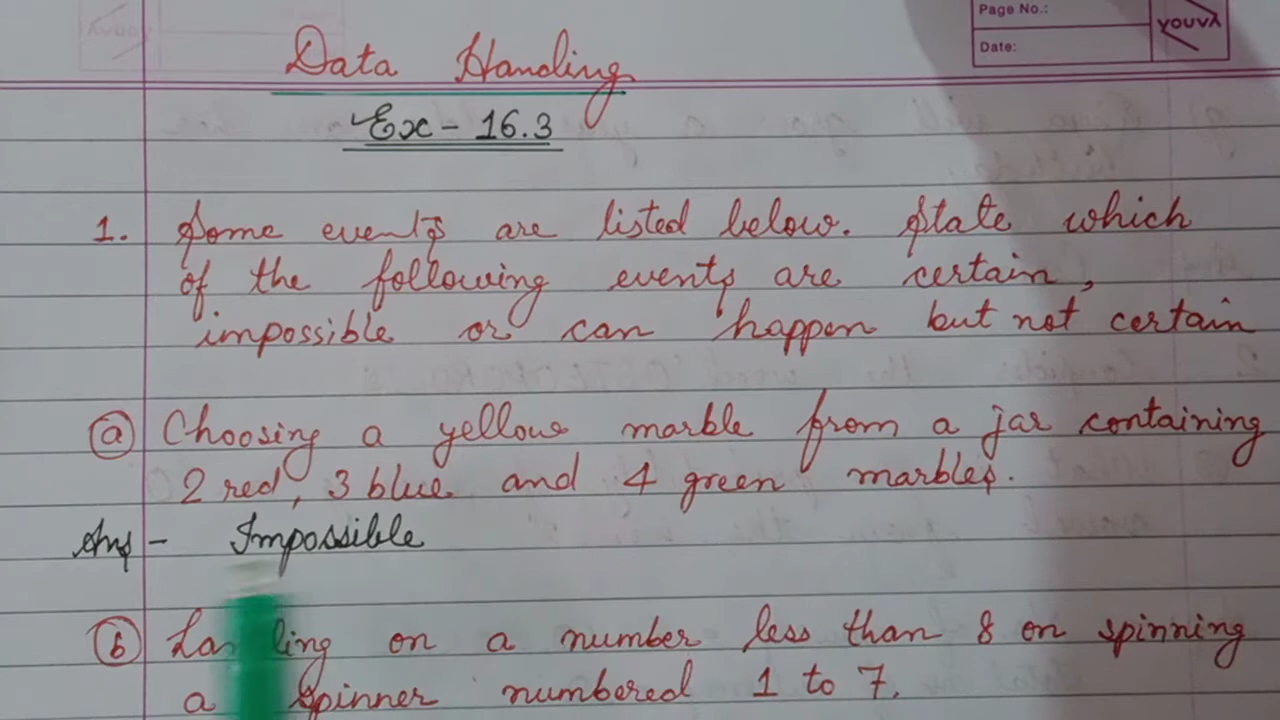 Page No.:
Date:
YOUVA
Data Handing
Ex - 16.3
1. Some events are listed below. State which
of the following events are certain,
impossible or can happen but not certain
(a) Choosing a yellow marble from a jar containing
2 red, 3 blue and 4 green marbles.
Ans - Impossible
(b) on a number less than 8 on spinning
a spinner numbered 1 to 7.